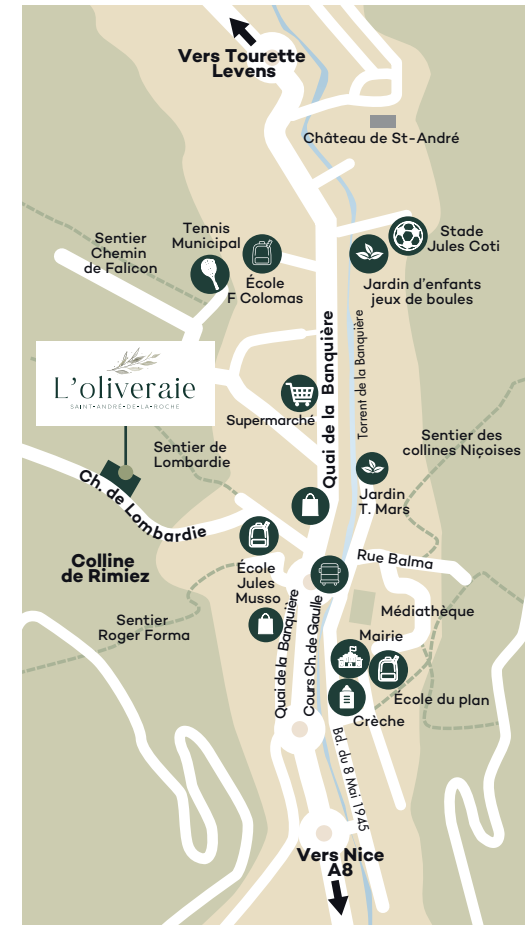 Vers Tourette
Levens
Château de St-André
Tennis
Municipal
Stade
Jules Coti
Sentier
Chemin
de Falicon
École
F Colomas
Jardin d'enfants
jeux de boules
Quai de la Banquière
Torrent de la Banquière
L'oliveraie
SAINT-ANDRÉ-DE-LA-ROCHE
Supermarché
Sentier des
collines Niçoises
Sentier de
Lombardie
Ch. de Lombardie
Jardin
T. Mars
Colline
de Rimiez
École
Jules
Musso
Rue Balma
Sentier
Roger Forma
Quai de la Banquière
Cours Ch. de Gaulle
Médiathèque
Mairie
École du plan
Crèche
Bd. du 8 Mai 1945
Vers Nice
A8